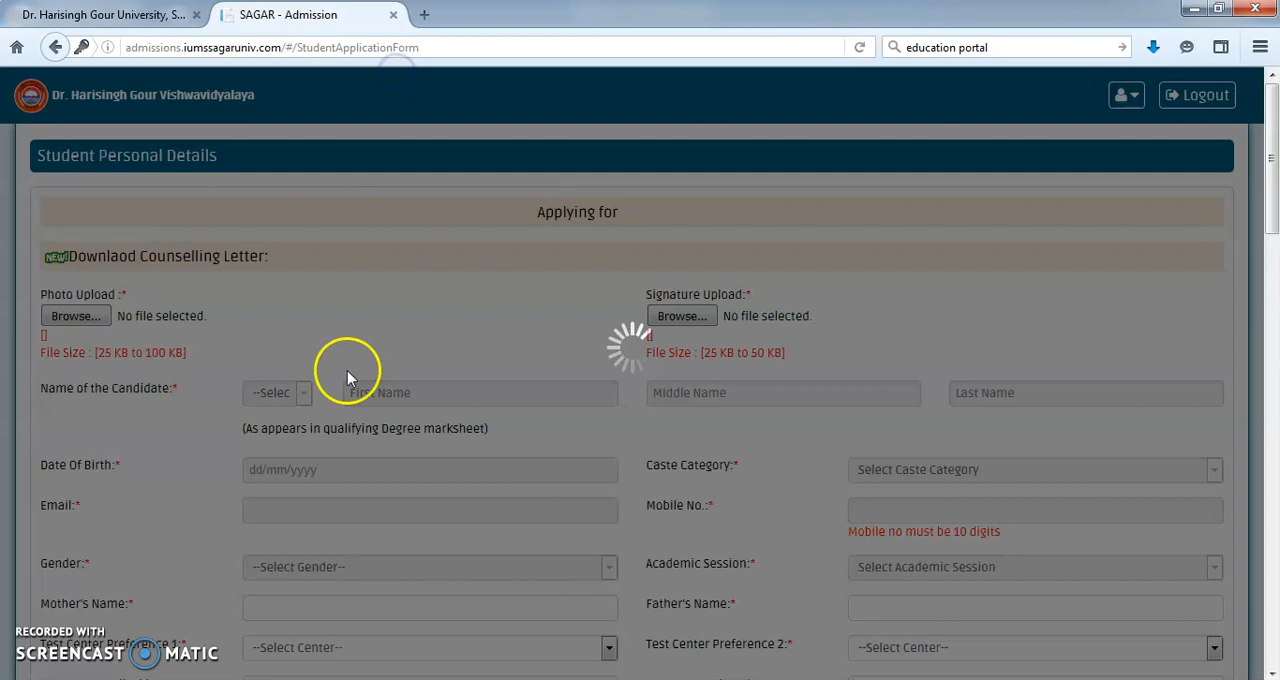 Dr. Harisingh Gour University, S...
SAGAR - Admission
admissions.iumssagaruniv.com/#/StudentApplicationForm
education portal
Dr. Harisingh Gour Vishwavidyalaya
Logout
Student Personal Details
Applying for
NEW! Downlaod Counselling Letter:
Photo Upload :*
Signature Upload:*
Browse... No file selected.
Browse... No file selected.
[]
[]
File Size : [25 KB to 100 KB]
File Size : [25 KB to 50 KB]
Name of the Candidate:*
--Selec
First Name
Middle Name
Last Name
(As appears in qualifying Degree marksheet)
Date Of Birth:*
dd/mm/yyyy
Caste Category:*
Select Caste Category
Email:*
Mobile No.:*
Mobile no must be 10 digits
Gender:*
--Select Gender--
Academic Session:*
Select Academic Session
Mother's Name:*
Father's Name:*
RECORDED WITH
SCREENCAST MATIC
Test Center Preference 1:*
--Select Center--
Test Center Preference 2:*
--Select Center--